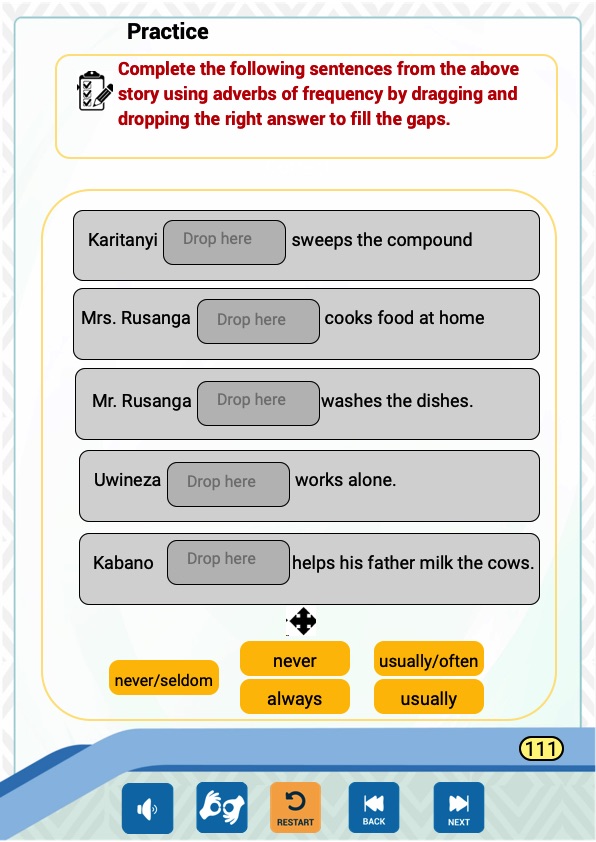 Practice
Complete the following sentences from the above
story using adverbs of frequency by dragging and
dropping the right answer to fill the gaps.
Karitanyi Drop here sweeps the compound
Mrs. Rusanga Drop here cooks food at home
Mr. Rusanga Drop here washes the dishes.
Uwineza Drop here works alone.
Kabano Drop here helps his father milk the cows.
never usually/often
never/seldom
always usually
111
RESTART BACK NEXT